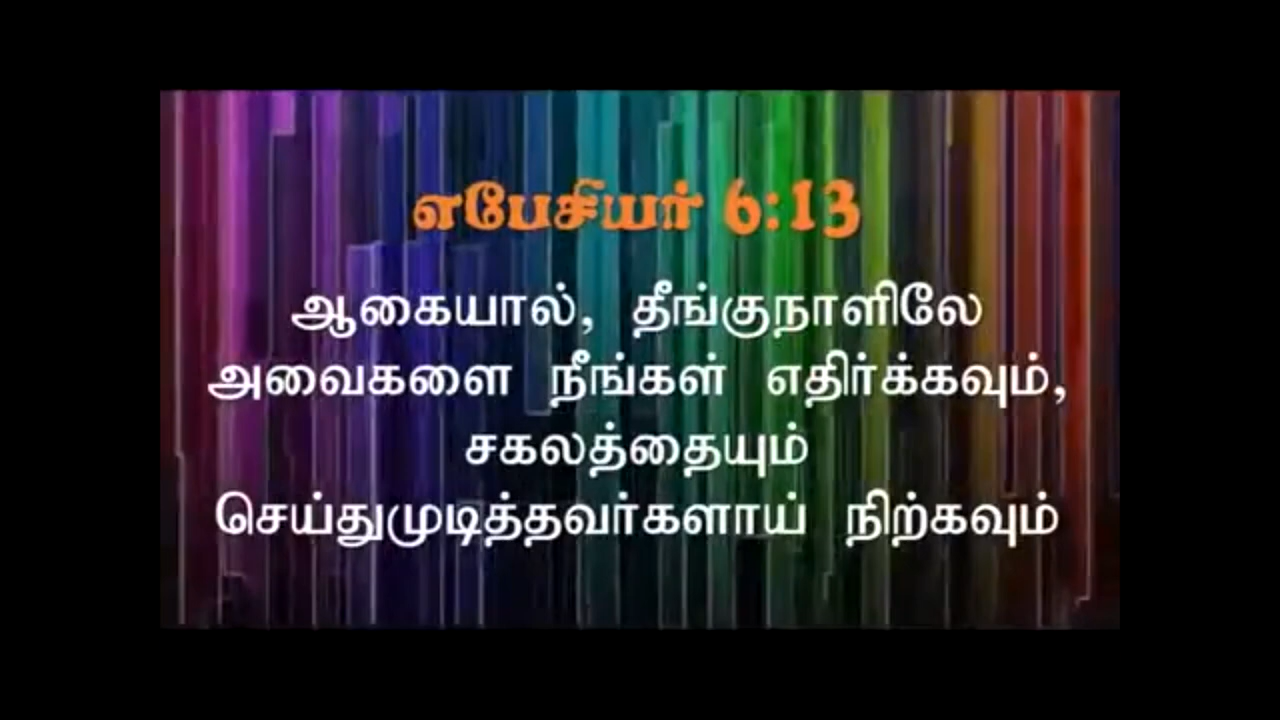 எபேசியர் 6:13
ஆகையால், தீங்குநாளிலே
அவைகளை நீங்கள் எதிர்க்கவும்,
சகலத்தையும்
செய்துமுடித்தவர்களாய் நிற்கவும்